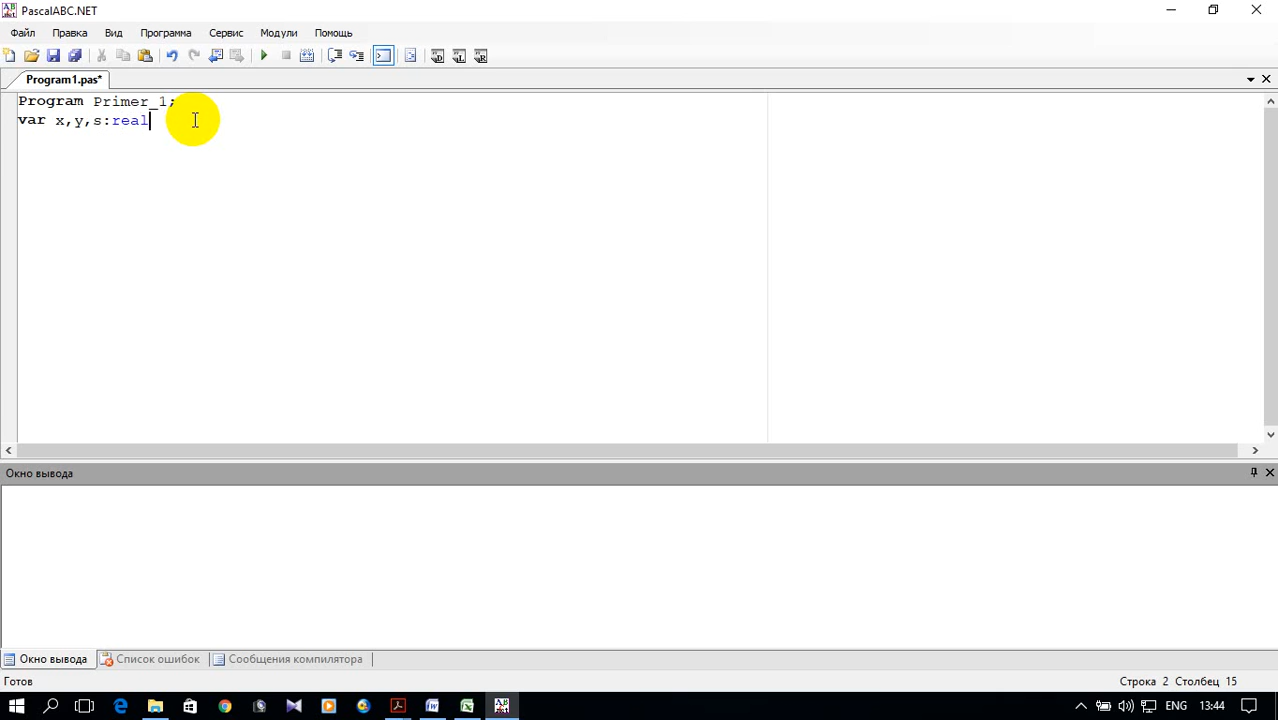 PascalABC.NET
Файл Правка Вид Программа Сервис Модули Помощь
Program1.pas*
Program Primer_1;
var x,y,s:real
Окно вывода
Окно вывода Список ошибок Сообщения компилятора
Готов Строка 2 Столбец 15
ENG 13:44